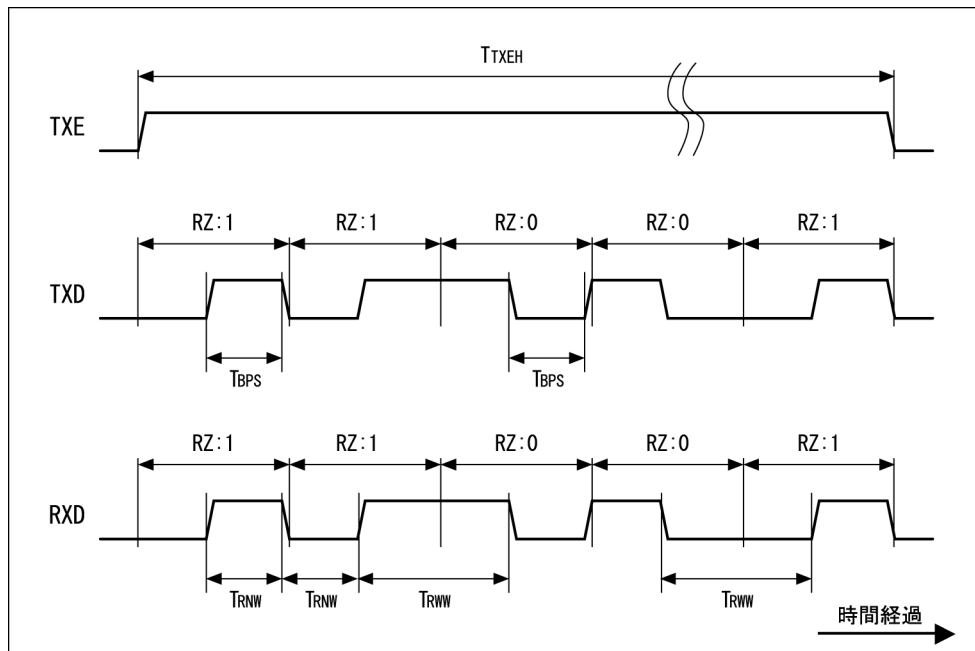 TTXEH
TXE
RZ:1 RZ:1 RZ:0 RZ:0 RZ:1
TXD
TBPS TBPS
RZ:1 RZ:1 RZ:0 RZ:0 RZ:1
RXD
TRNW TRNW TRWW TRWW
時間経過